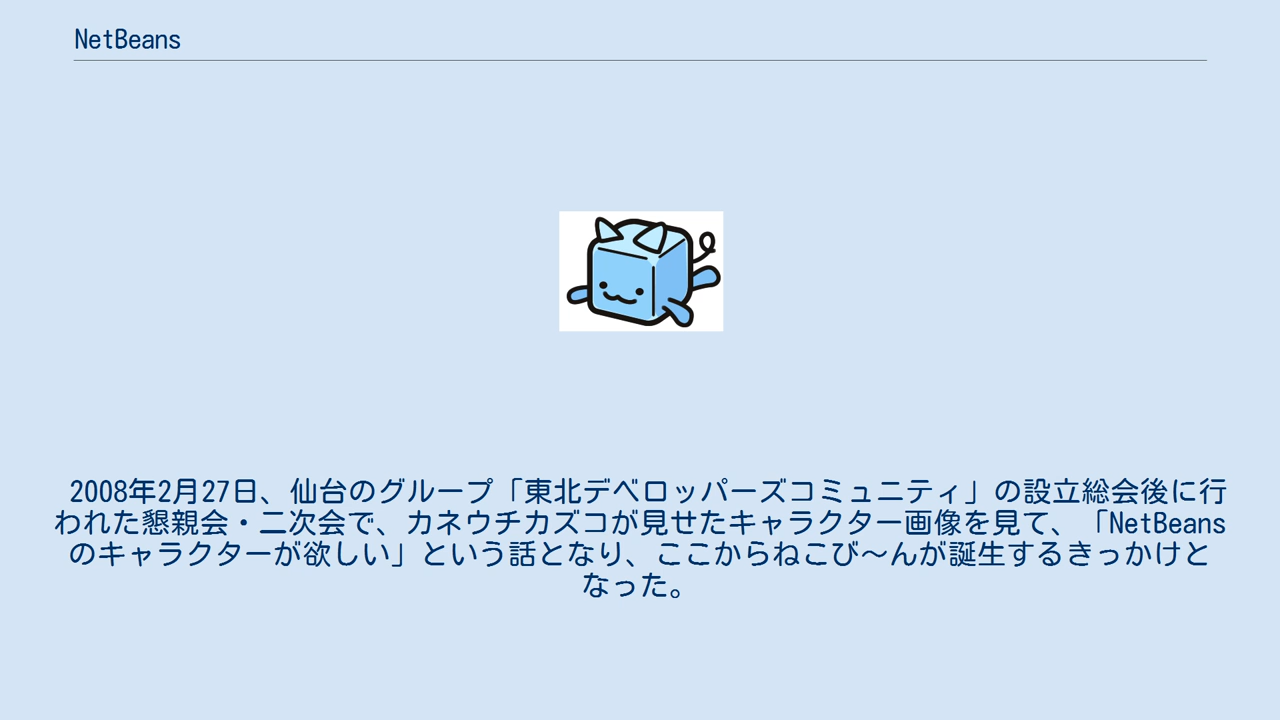 NetBeans
2008年2月27日、仙台のグループ「東北デベロッパーズコミュニティ」の設立総会後に行
われた懇親会・二次会で、カネウチカズコが見せたキャラクター画像を見て、「NetBeans
のキャラクターが欲しい」という話となり、ここからねこび～んが誕生するきっかけと
なった。